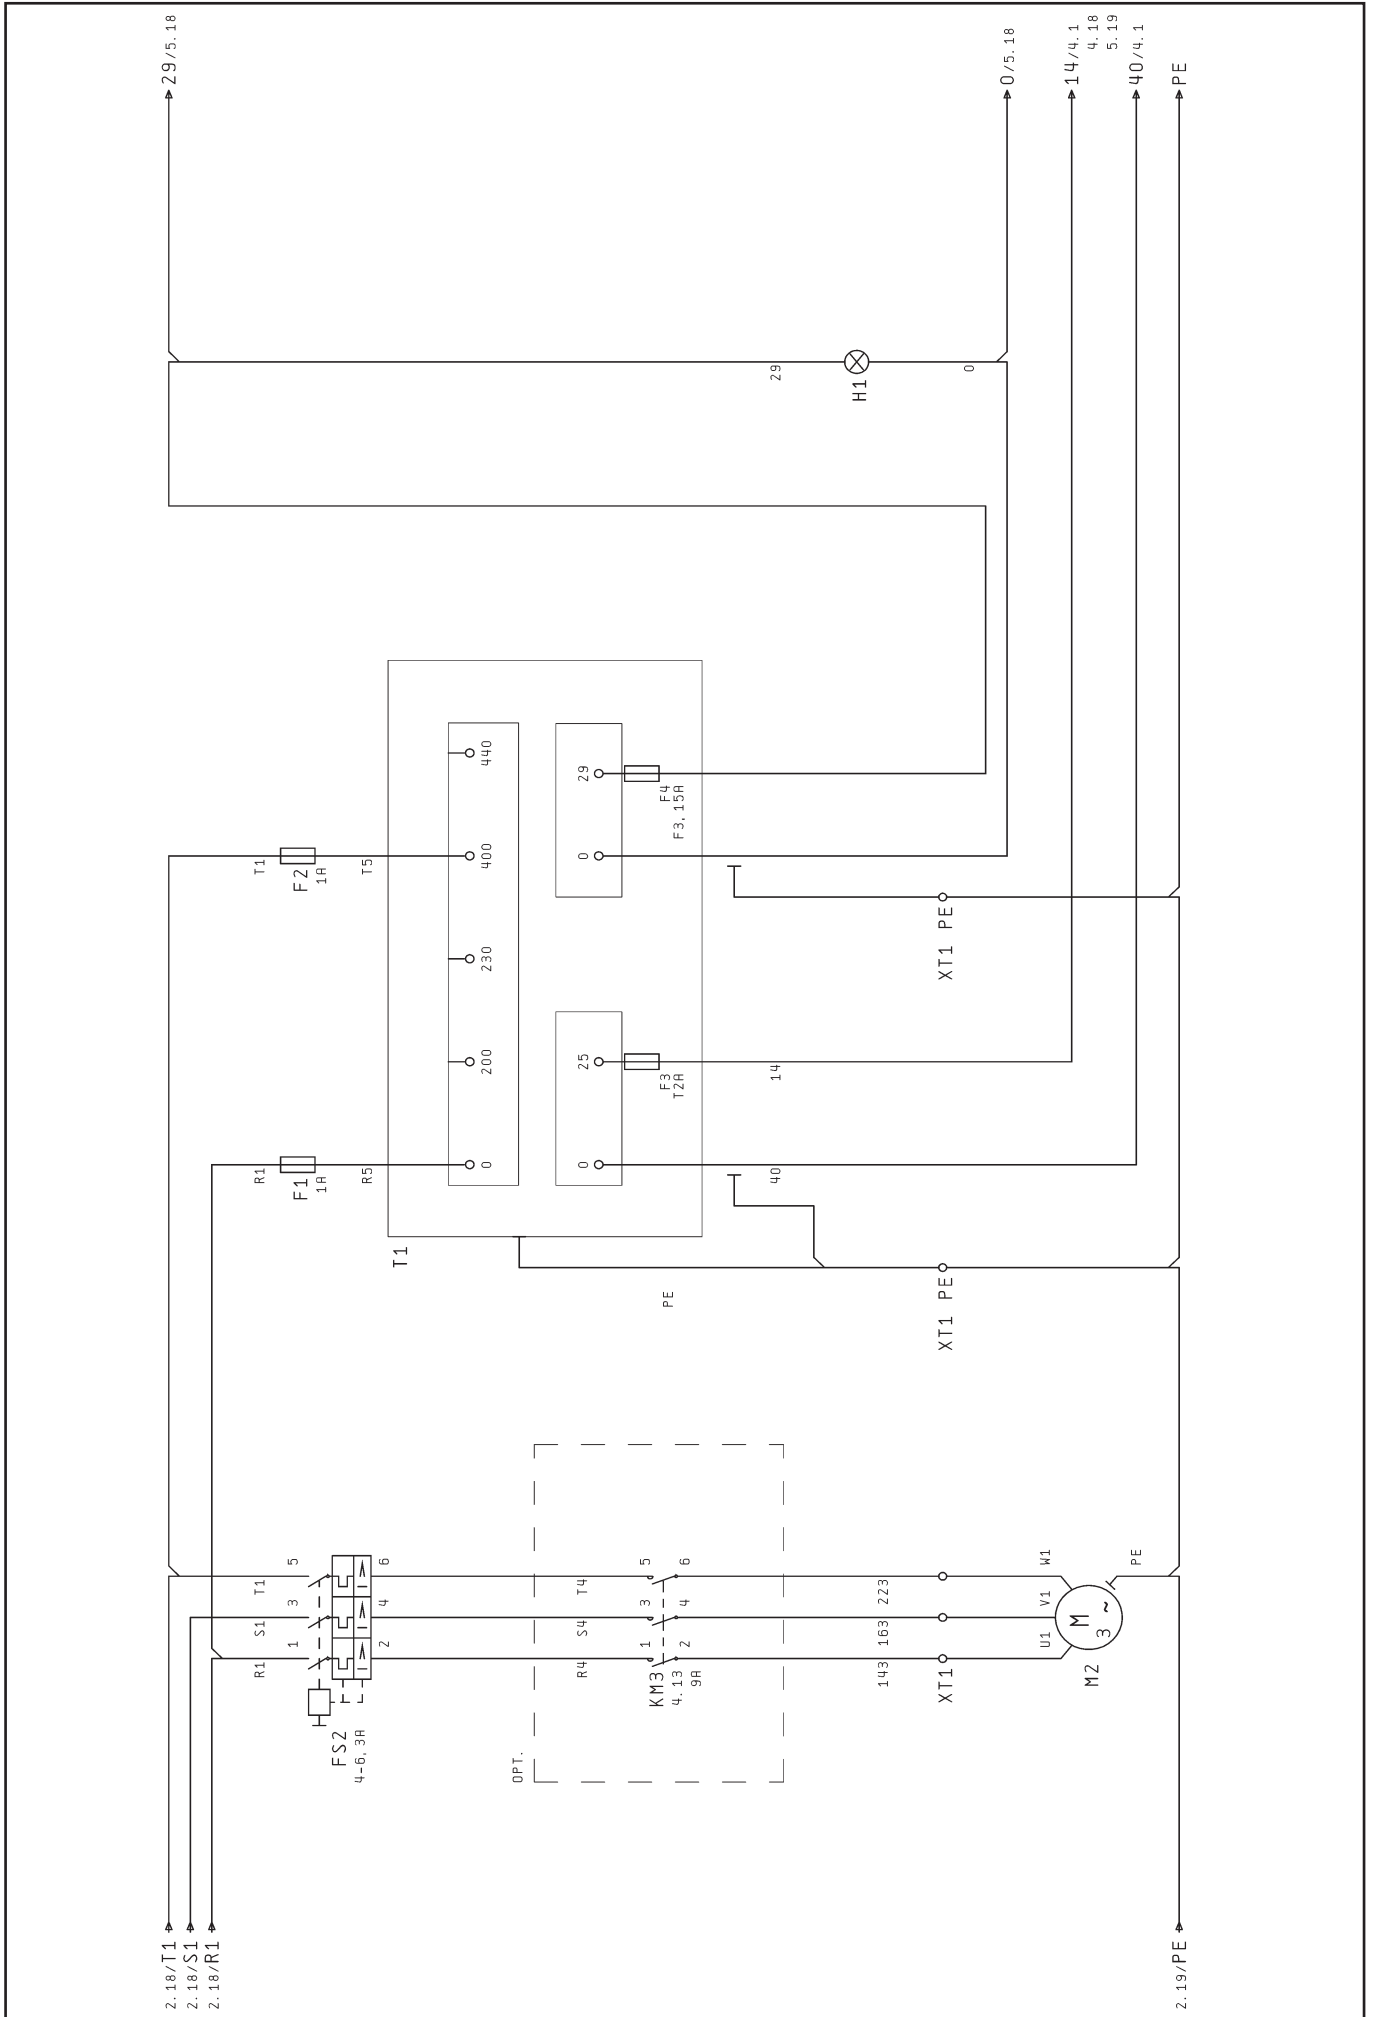 29/5.18
0/5.18
14/4.1
4.18
5.19
40/4.1
PE
29
H1
0
440
29
F4
F3,15A
T1
F2
1A
T5
400
0
XT1 PE
230
200
25
F3
T2A
14
R1
F1
1A
R5
0
0
40
T1
PE
XT1 PE
T1
5
6
T4
5
6
223
W1
PE
S1
3
4
S4
3
4
163
V1
M
3 ~
R1
1
2
R4
1
2
143
U1
KM3
4.13
9A
XT1
M2
FS2
4-6,3A
OPT.
2.18/T1
2.18/S1
2.18/R1
2.19/PE